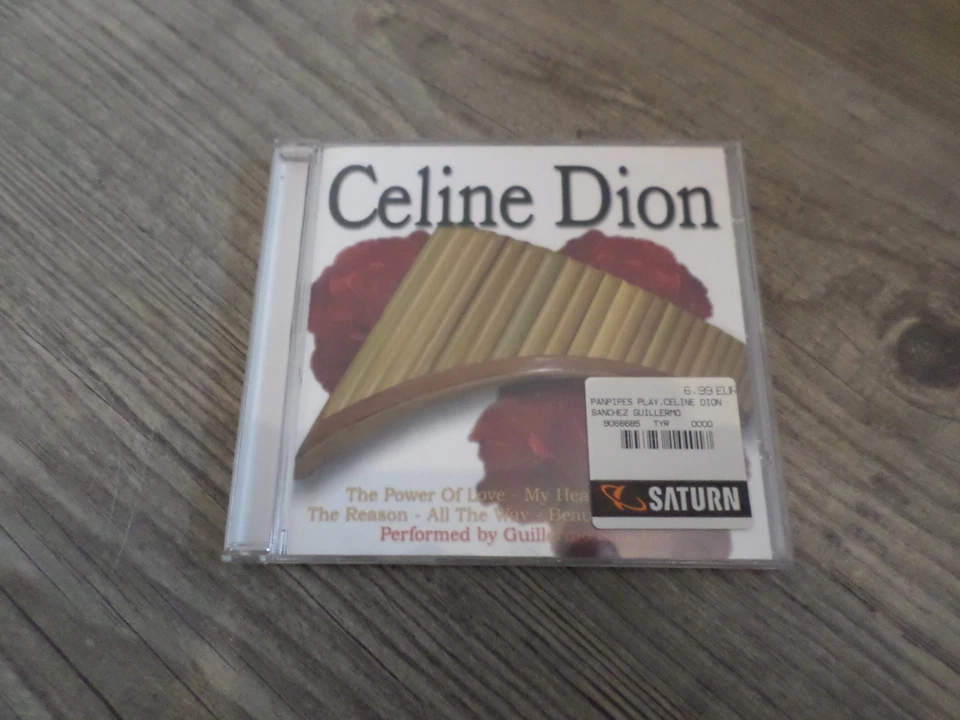 Celine Dion
6.99 EUR
PANPIPES PLAY.CELINE DION
SANCHEZ GUILLERMO
9068685 TYR 0000
SATURN
The Power Of Love - My Hea
The Reason - All The Way - Beau
Performed by Guillermo